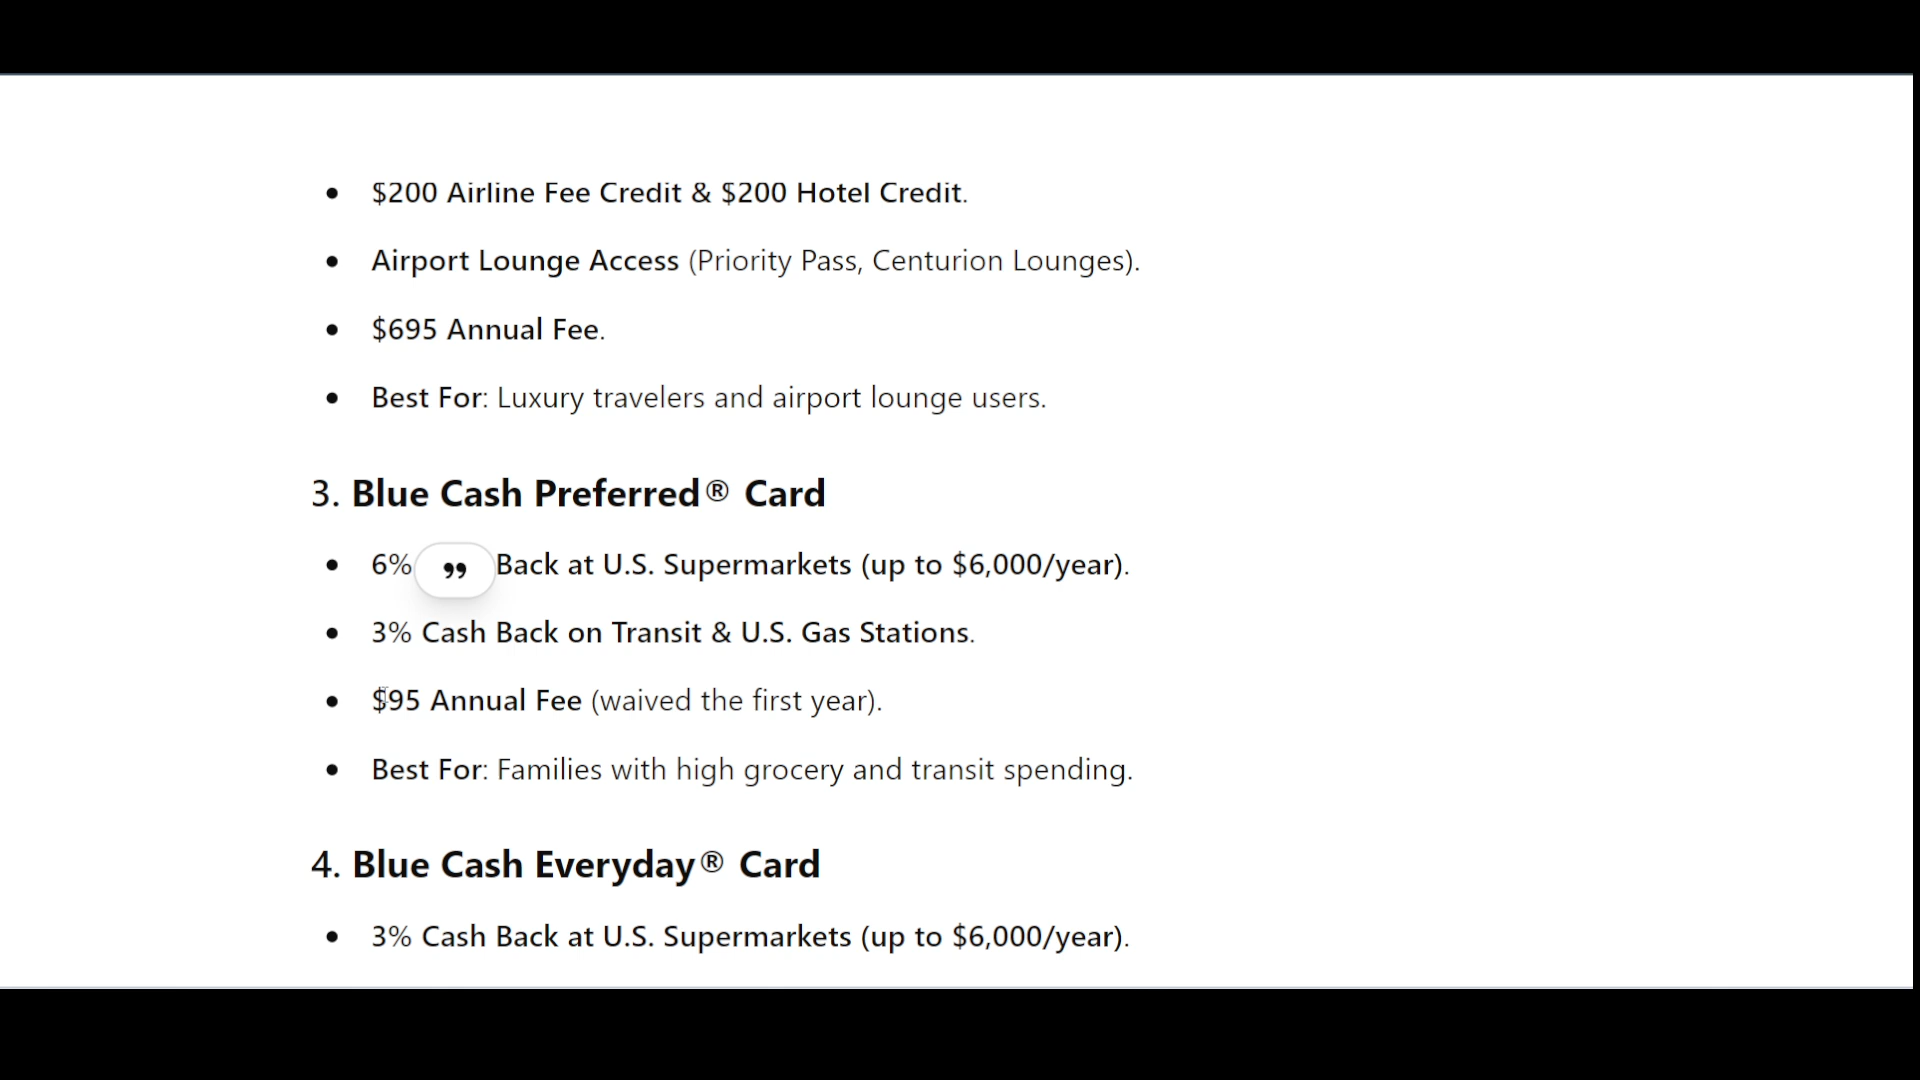 $200 Airline Fee Credit & $200 Hotel Credit.
Airport Lounge Access (Priority Pass, Centurion Lounges).
$695 Annual Fee.
Best For: Luxury travelers and airport lounge users.
3. Blue Cash Preferred® Card
6% Back at U.S. Supermarkets (up to $6,000/year).
3% Cash Back on Transit & U.S. Gas Stations.
$95 Annual Fee (waived the first year).
Best For: Families with high grocery and transit spending.
4. Blue Cash Everyday® Card
3% Cash Back at U.S. Supermarkets (up to $6,000/year).